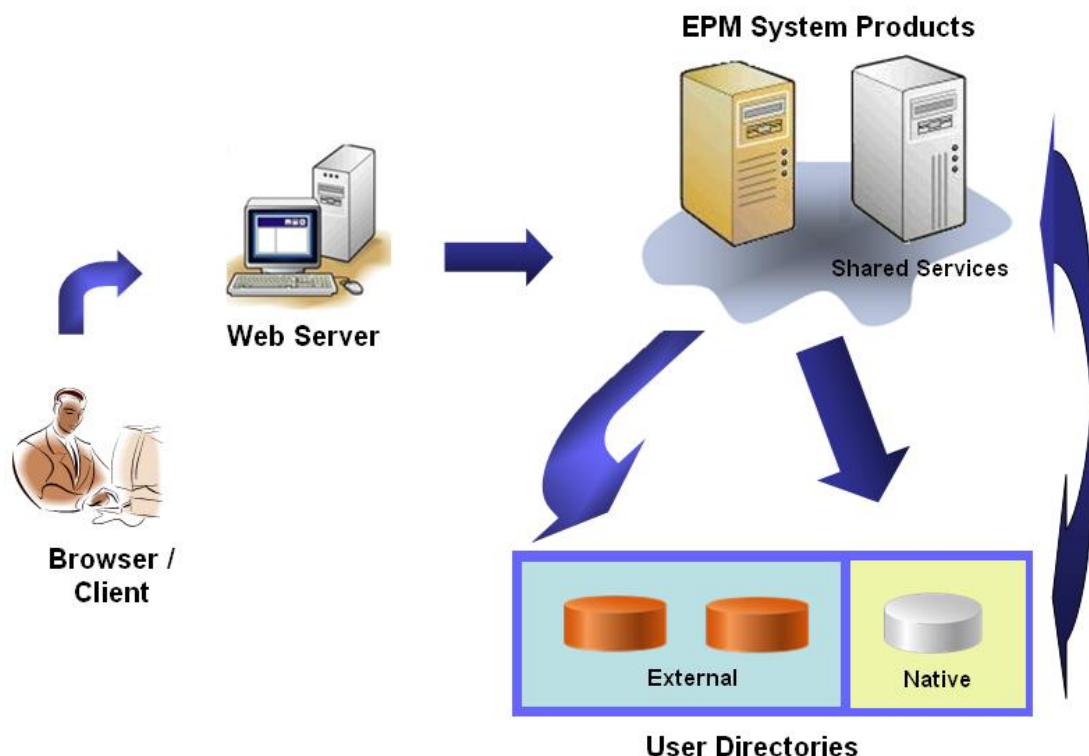 EPM System Products
Shared Services
Web Server
Browser /
Client
External
Native
User Directories